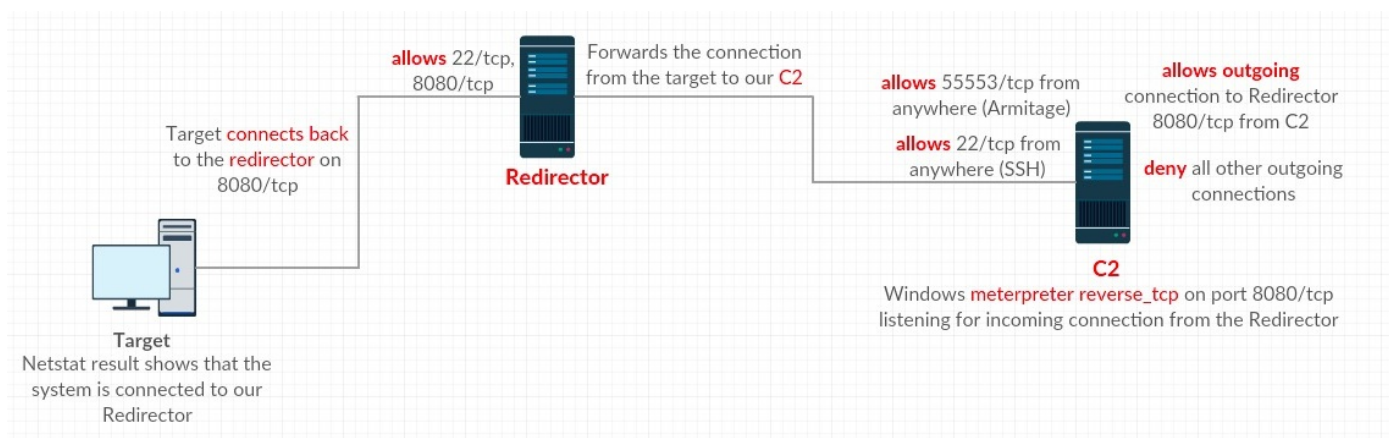 allows 22/tcp,
8080/tcp
Forwards the connection
from the target to our C2
Target connects back
to the redirector on
8080/tcp
Redirector
allows 55553/tcp from
anywhere (Armitage)
allows 22/tcp from
anywhere (SSH)
allows outgoing
connection to Redirector
8080/tcp from C2
deny all other outgoing
connections
C2
Windows meterpreter reverse_tcp on port 8080/tcp
listening for incoming connection from the Redirector
Target
Netstat result shows that the
system is connected to our
Redirector